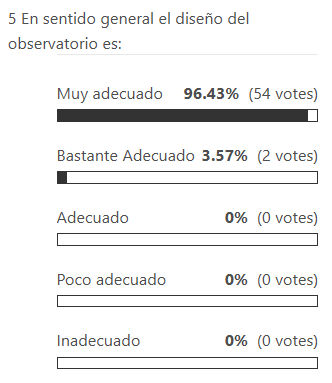 5 En sentido general el diseño del
observatorio es:
Muy adecuado 96.43% (54 votes)
Bastante Adecuado 3.57% (2 votes)
Adecuado 0% (0 votes)
Poco adecuado 0% (0 votes)
Inadecuado 0% (0 votes)